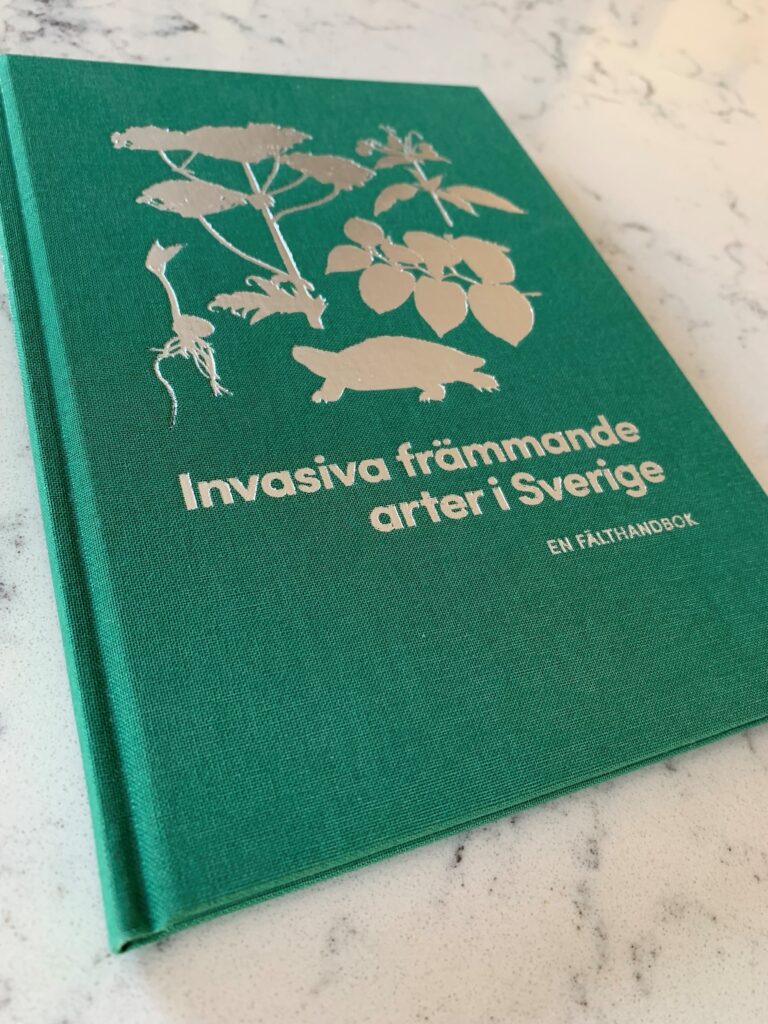 Invasiva främmande
arter i Sverige
EN FÄLTHANDBOK